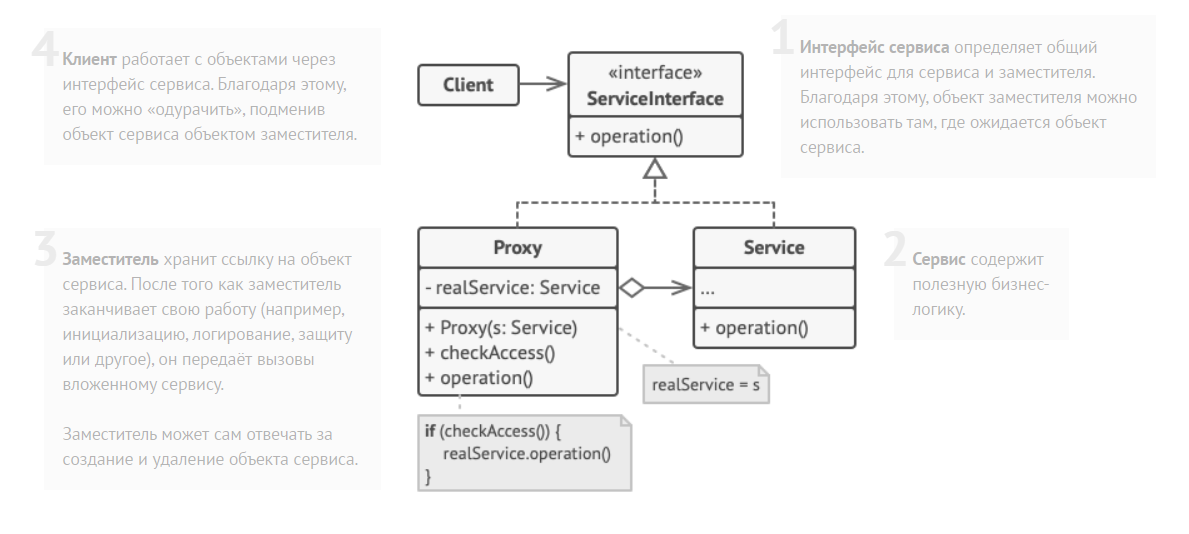 4
Клиент работает с объектами через
интерфейс сервиса. Благодаря этому,
его можно «одурачить», подменив
объект сервиса объектом заместителя.
Client
«interface»
ServiceInterface
+ operation()
1
Интерфейс сервиса определяет общий
интерфейс для сервиса и заместителя.
Благодаря этому, объект заместителя можно
использовать там, где ожидается объект
сервиса.
3
Заместитель хранит ссылку на объект
сервиса. После того как заместитель
заканчивает свою работу (например,
инициализацию, логирование, защиту
или другое), он передаёт вызовы
вложенному сервису.
Заместитель может сам отвечать за
создание и удаление объекта сервиса.
Proxy
- realService: Service
+ Proxy(s: Service)
+ checkAccess()
+ operation()
Service
...
+ operation()
2
Сервис содержит
полезную бизнес-
логику.
realService = s
if (checkAccess()) {
realService.operation()
}